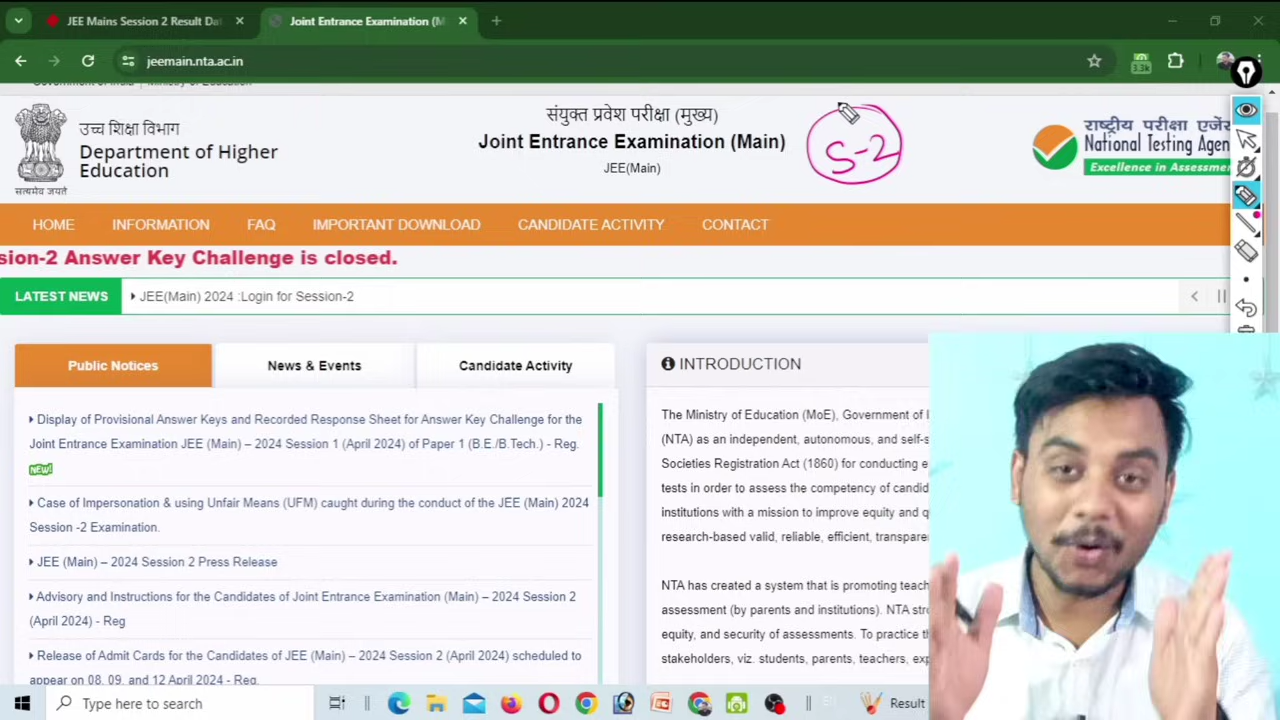 JEE Mains Session 2 Result Da
Joint Entrance Examination (M
jeemain.nta.ac.in
उच्च शिक्षा विभाग
Department of Higher
Education
सत्यमेव जयते
संयुक्त प्रवेश परीक्षा (मुख्य)
Joint Entrance Examination (Main)
JEE(Main)
S-2
राष्ट्रीय परीक्षा एजें
National Testing Agen
Excellence in Assessme
HOME INFORMATION FAQ IMPORTANT DOWNLOAD CANDIDATE ACTIVITY CONTACT
sion-2 Answer Key Challenge is closed.
LATEST NEWS JEE(Main) 2024 :Login for Session-2
Public Notices News & Events Candidate Activity
Display of Provisional Answer Keys and Recorded Response Sheet for Answer Key Challenge for the
Joint Entrance Examination JEE (Main) – 2024 Session 1 (April 2024) of Paper 1 (B.E./B.Tech.) - Reg.
NEW!
Case of Impersonation & using Unfair Means (UFM) caught during the conduct of the JEE (Main) 2024
Session -2 Examination.
JEE (Main) – 2024 Session 2 Press Release
Advisory and Instructions for the Candidates of Joint Entrance Examination (Main) – 2024 Session 2
(April 2024) - Reg
Release of Admit Cards for the Candidates of JEE (Main) – 2024 Session 2 (April 2024) scheduled to
appear on 08, 09, and 12 April 2024 - Reg.
INTRODUCTION
The Ministry of Education (MoE), Government of I
(NTA) as an independent, autonomous, and self-s
Societies Registration Act (1860) for conducting e
tests in order to assess the competency of candid
institutions with a mission to improve equity and q
research-based valid, reliable, efficient, transpare
NTA has created a system that is promoting teach
assessment (by parents and institutions). NTA stro
equity, and security of assessments. To practice th
stakeholders, viz. students, parents, teachers, exp
Type here to search
Result